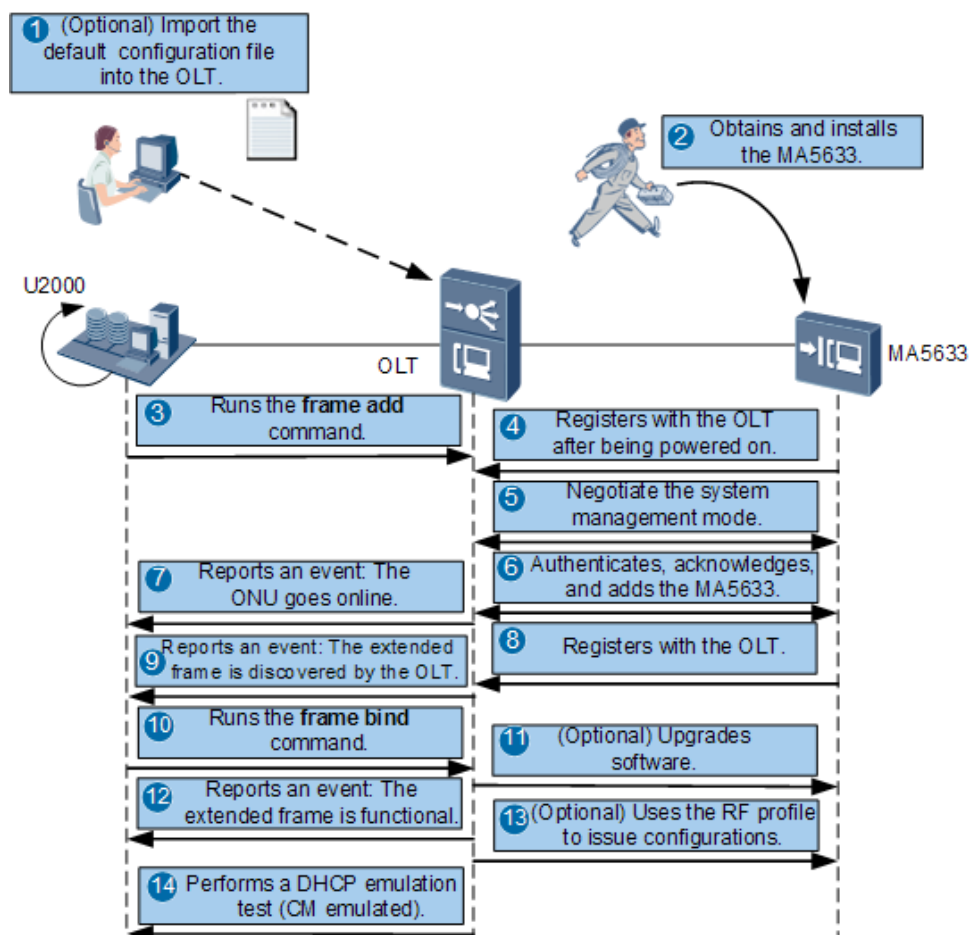 1 (Optional) Import the
default configuration file
into the OLT.
2 Obtains and installs
the MA5633.
U2000
OLT
MA5633
3 Runs the frame add
command.
4 Registers with the OLT
after being powered on.
5 Negotiate the system
management mode.
6 Authenticates, acknowledges,
and adds the MA5633.
7 Reports an event: The
ONU goes online.
8 Registers with the OLT.
9 Reports an event: The extended
frame is discovered by the OLT.
10 Runs the frame bind
command.
11 (Optional) Upgrades
software.
12 Reports an event: The
extended frame is functional.
13 (Optional) Uses the RF profile
to issue configurations.
14 Performs a DHCP emulation
test (CM emulated).